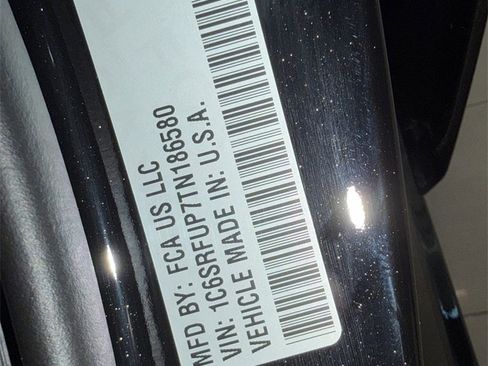 MFD BY: FCA US LLC
VIN: 1C6SRFUP7TN186580
VEHICLE MADE IN: U.S.A.